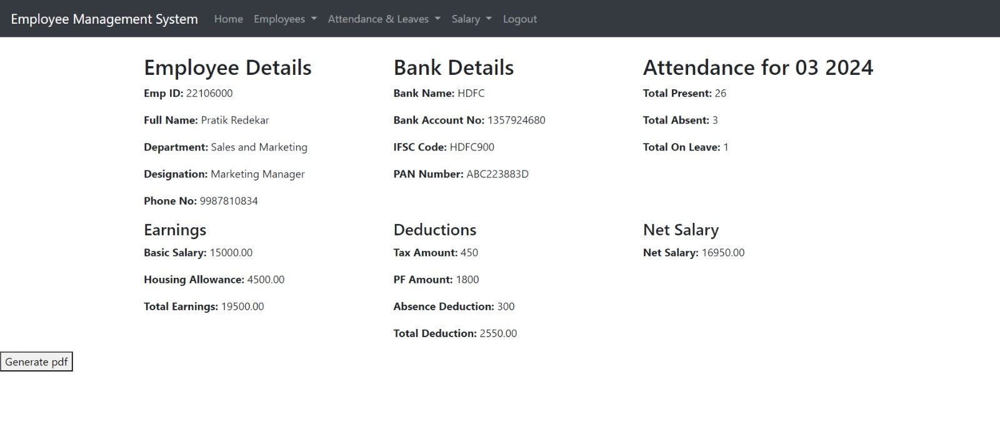 Employee Management System Home Employees Attendance & Leaves Salary Logout
Employee Details
Emp ID: 22106000
Full Name: Pratik Redekar
Department: Sales and Marketing
Designation: Marketing Manager
Phone No: 9987810834
Bank Details
Bank Name: HDFC
Bank Account No: 1357924680
IFSC Code: HDFC900
PAN Number: ABC223883D
Attendance for 03 2024
Total Present: 26
Total Absent: 3
Total On Leave: 1
Earnings
Basic Salary: 15000.00
Housing Allowance: 4500.00
Total Earnings: 19500.00
Deductions
Tax Amount: 450
PF Amount: 1800
Absence Deduction: 300
Total Deduction: 2550.00
Net Salary
Net Salary: 16950.00
Generate pdf